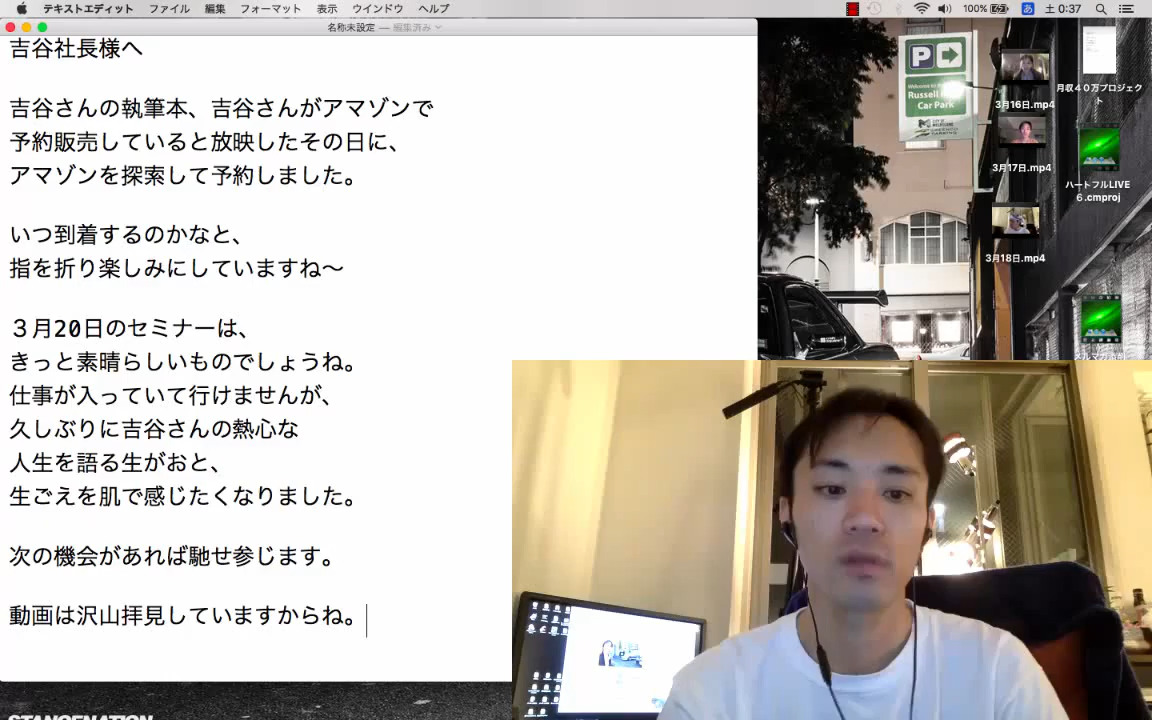 テキストエディット ファイル 編集 フォーマット 表示 ウインドウ ヘルプ
100% あ 土 0:37
名称未設定 — 編集済み
吉谷社長様へ
吉谷さんの執筆本、吉谷さんがアマゾンで
予約販売していると放映したその日に、
アマゾンを探索して予約しました。
いつ到着するのかなと、
指を折り楽しみにしていますね〜
３月20日のセミナーは、
きっと素晴らしいものでしょうね。
仕事が入っていて行けませんが、
久しぶりに吉谷さんの熱心な
人生を語る生がおと、
生ごえを肌で感じたくなりました。
次の機会があれば馳せ参じます。
動画は沢山拝見していますからね。
P
Russell
Car Park
3月16日.mp4
月収４０万プロジェク
ト
3月17日.mp4
ハートフルLIVE
６.cmproj
3月18日.mp4
STANCENATION